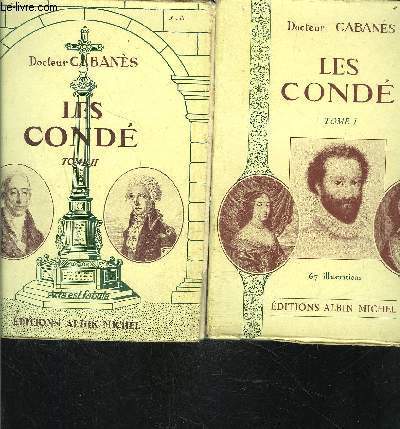 Docteur CABANÈS
LES
CONDÉ
TOME II
Acta est fabula
ÉDITIONS ALBIN MICHEL
Docteur CABANÈS
LES
CONDÉ
TOME I
67 illustrations
ÉDITIONS ALBIN MICHEL